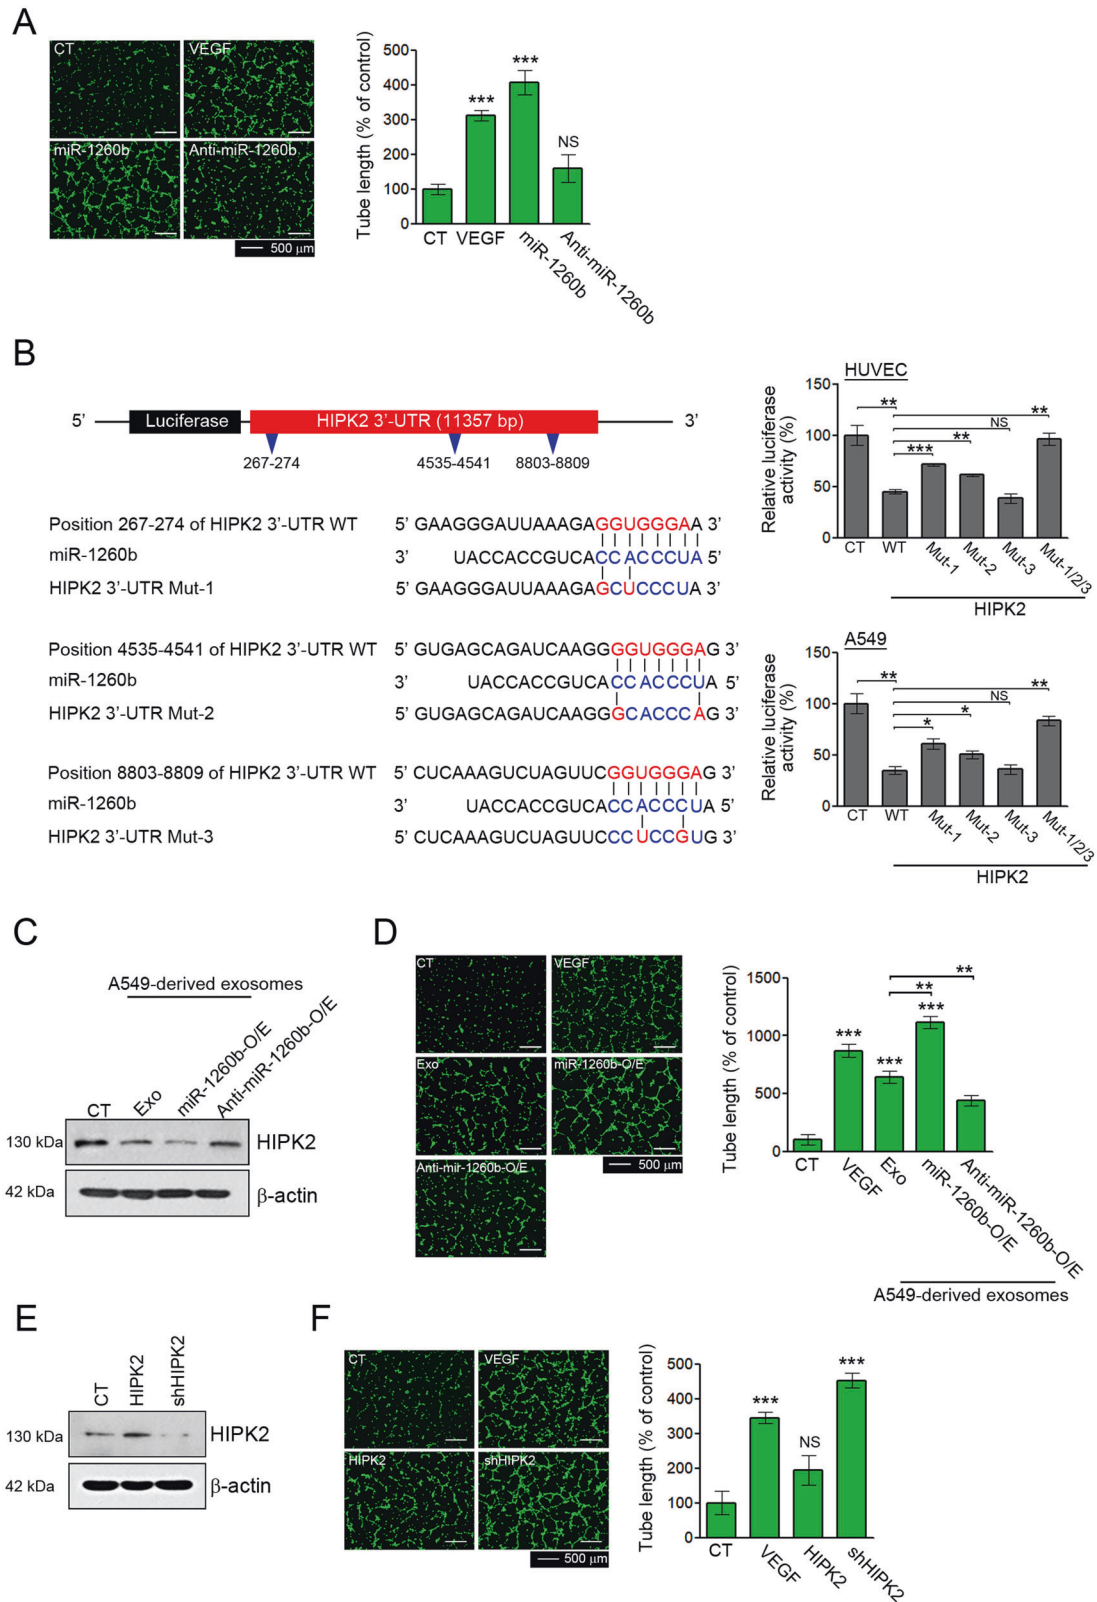 A
CT
VEGF
miR-1260b
Anti-miR-1260b
500 μm
Tube length (% of control)
500
400
300
200
100
0
***
***
NS
CT
VEGF
miR-1260b
Anti-miR-1260b
B
5’
Luciferase
HIPK2 3’-UTR (11357 bp)
3’
267-274
4535-4541
8803-8809
Position 267-274 of HIPK2 3’-UTR WT
5’ GAAGGGAUUAAAGAGGUGGGAA 3’
miR-1260b
3’ UACCACCGUCACCACCCUA 5’
HIPK2 3’-UTR Mut-1
5’ GAAGGGAUUAAAGAGCUCCCUA 3’
Position 4535-4541 of HIPK2 3’-UTR WT
5’ GUGAGCAGAUCAAGGGGUGGGAG 3’
miR-1260b
3’ UACCACCGUCACCACCCUA 5’
HIPK2 3’-UTR Mut-2
5’ GUGAGCAGAUCAAGGGCACCCAG 3’
Position 8803-8809 of HIPK2 3’-UTR WT
5’ CUCAAAGUCUAGUUCGGUGGGAG 3’
miR-1260b
3’ UACCACCGUCACCACCCUA 5’
HIPK2 3’-UTR Mut-3
5’ CUCAAAGUCUAGUUCCCUCCGUG 3’
HUVEC
Relative luciferase
activity (%)
150
100
50
0
**
**
NS
**
***
CT
WT
Mut-1
Mut-2
Mut-3
Mut-1/2/3
HIPK2
A549
Relative luciferase
activity (%)
150
100
50
0
**
**
NS
*
*
CT
WT
Mut-1
Mut-2
Mut-3
Mut-1/2/3
HIPK2
C
A549-derived exosomes
CT
Exo
miR-1260b-O/E
Anti-miR-1260b-O/E
130 kDa
HIPK2
42 kDa
β-actin
D
CT
VEGF
Exo
miR-1260b-O/E
Anti-mir-1260b-O/E
500 μm
Tube length (% of control)
1500
1000
500
0
**
**
***
***
***
CT
VEGF
Exo
miR-1260b-O/E
Anti-miR-1260b-O/E
A549-derived exosomes
E
CT
HIPK2
shHIPK2
130 kDa
HIPK2
42 kDa
β-actin
F
CT
VEGF
HIPK2
shHIPK2
500 μm
Tube length (% of control)
500
400
300
200
100
0
***
NS
***
CT
VEGF
HIPK2
shHIPK2